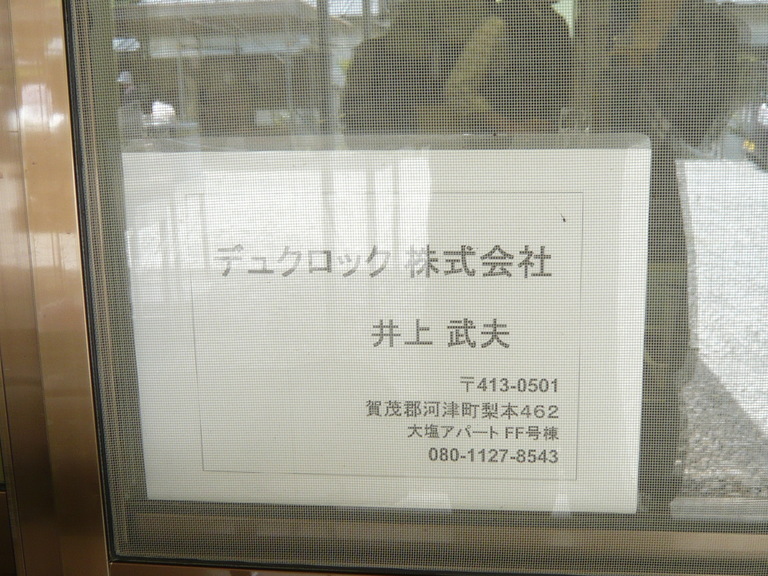 デュクロック 株式会社
井上 武夫
〒413-0501
賀茂郡河津町梨本462
大塩アパート FF号棟
080-1127-8543